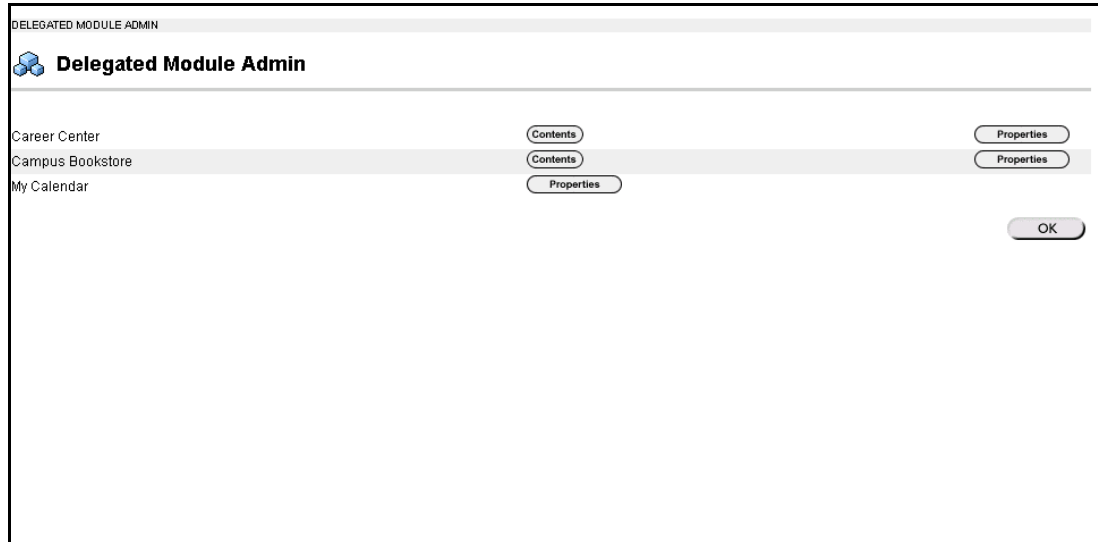 DELEGATED MODULE ADMIN
Delegated Module Admin
Career Center Contents Properties
Campus Bookstore Contents Properties
My Calendar Properties
OK